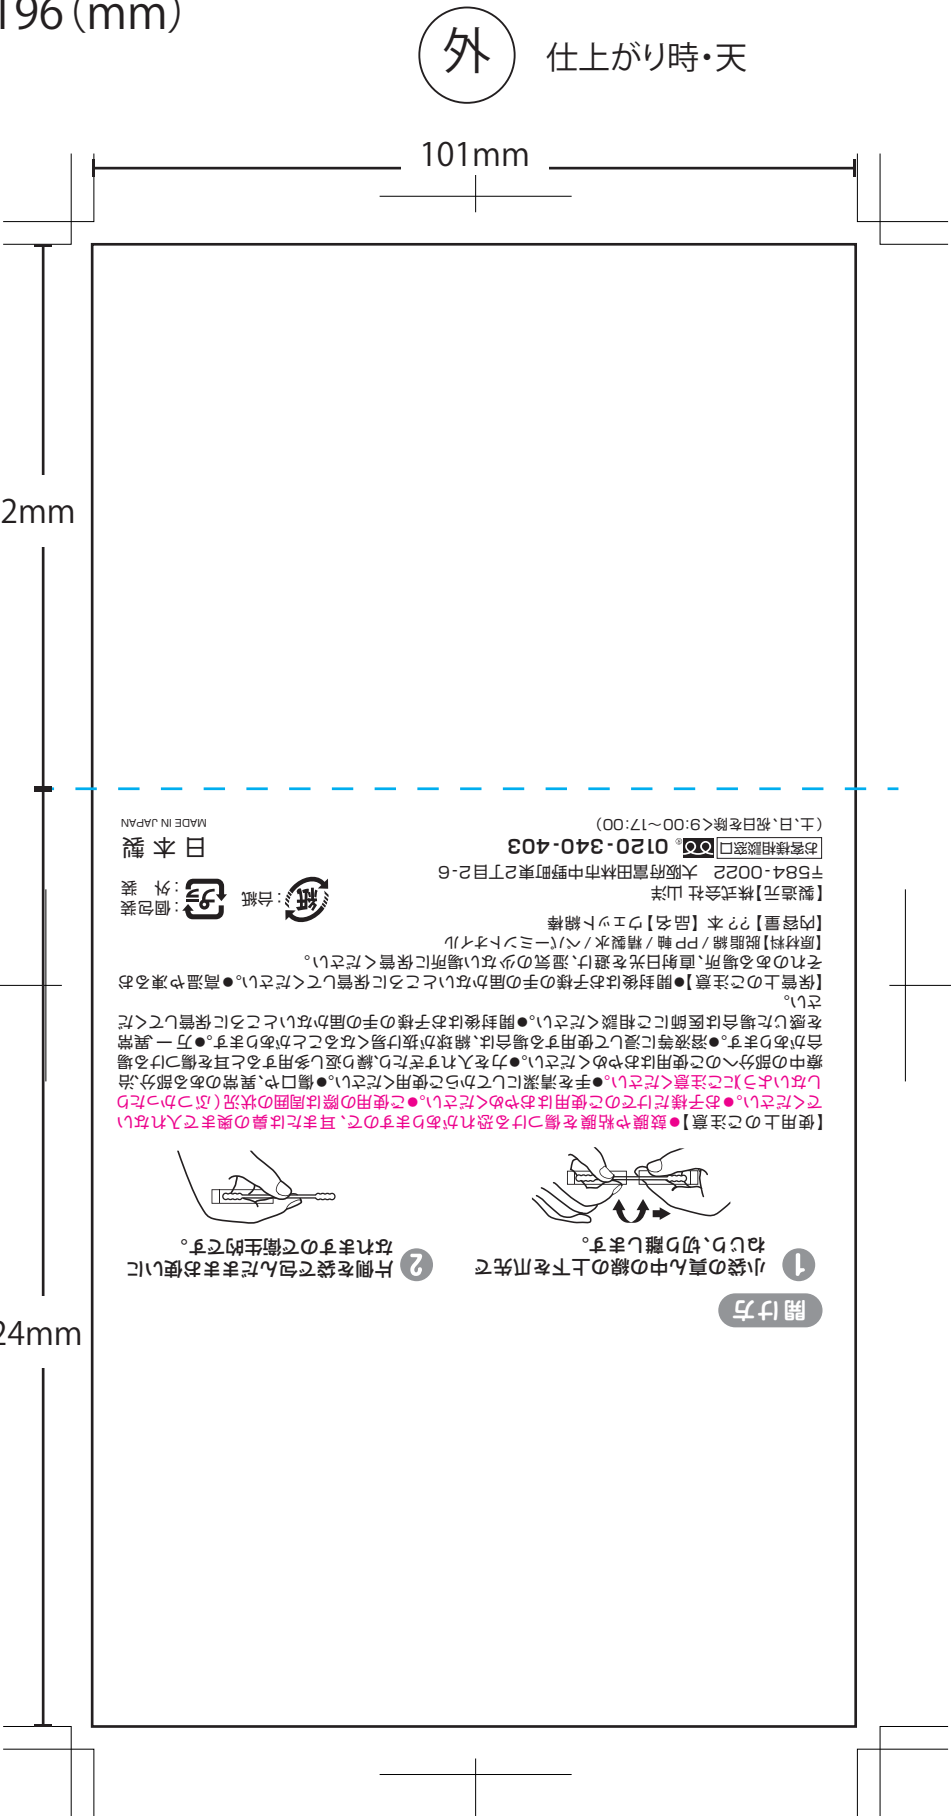 196(mm)
外
仕上がり時・天
101mm
2mm
24mm
開け方
1
小袋の真ん中の線の上下を爪先で
ねじり、切り離します。
2
片側を袋で包んだままお使いに
なれますので衛生的です。
【使用上のご注意】●鼓膜や粘膜を傷つける恐れがありますので、耳または鼻の奥まで入れない
でください。●お子様だけでのご使用はおやめください。●ご使用の際は周囲の状況(ぶつかったり
しないよう)にご注意ください。●手を清潔にしてからご使用ください。●傷口や、異常のある部分、治
療中の部分へのご使用はおやめください。●力を入れすぎたり、繰り返し多用すると耳を傷つける場
合があります。●溶液等に浸して使用する場合は、綿球が抜け易くなることがあります。●万一、異常
を感じた場合は医師にご相談ください。●開封後はお子様の手の届かないところに保管してくだ
さい。
【保管上のご注意】●開封後はお子様の手の届かないところに保管してください。●高温や凍るお
それのある場所、直射日光を避け、湿気の少ない場所に保管ください。
【原材料】脱脂綿/PP軸/精製水/ペパーミントオイル
【内容量】??本【品名】ウェット綿棒
【製造元】株式会社 山洋
〒584-0022 大阪府富田林市中野町東2丁目2-6
お客様相談窓口 ® 0120-340-403
(土、日、祝日を除く9:00~17:00)
紙:台紙
プラ:個包装
:外 装
日本製
MADE IN JAPAN